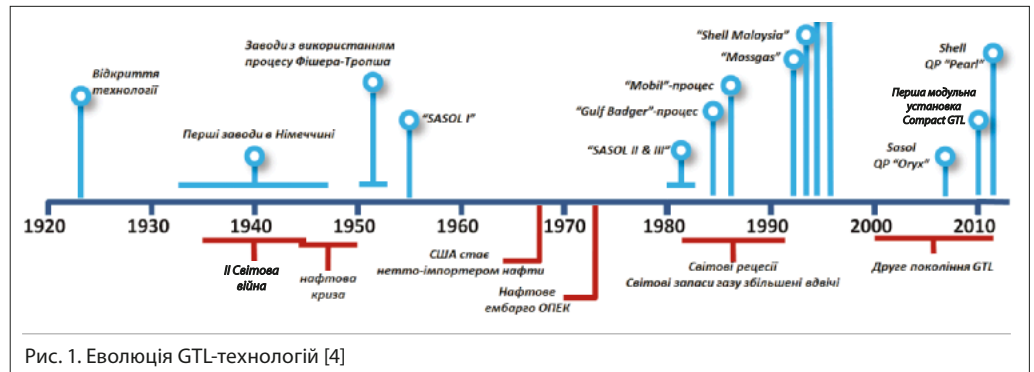 "Shell Malaysia"
Заводи з використанням
процесу Фішера-Тропша
"Mossgas"
Shell
QP "Pearl"
Відкриття
технології
"Mobil"-процес
Перша модульна
установка
Compact GTL
"Gulf Badger"-процес
"SASOL I"
Перші заводи в Німеччині
"SASOL II & III"
Sasol
QP "Oryx"
1920 1930 1940 1950 1960 1970 1980 1990 2000 2010
II Світова
війна
нафтова
криза
США стає
нетто-імпортером нафти
Нафтове
ембарго ОПЕК
Світові рецесії
Світові запаси газу збільшені вдвічі
Друге покоління GTL
Рис. 1. Еволюція GTL-технологій [4]